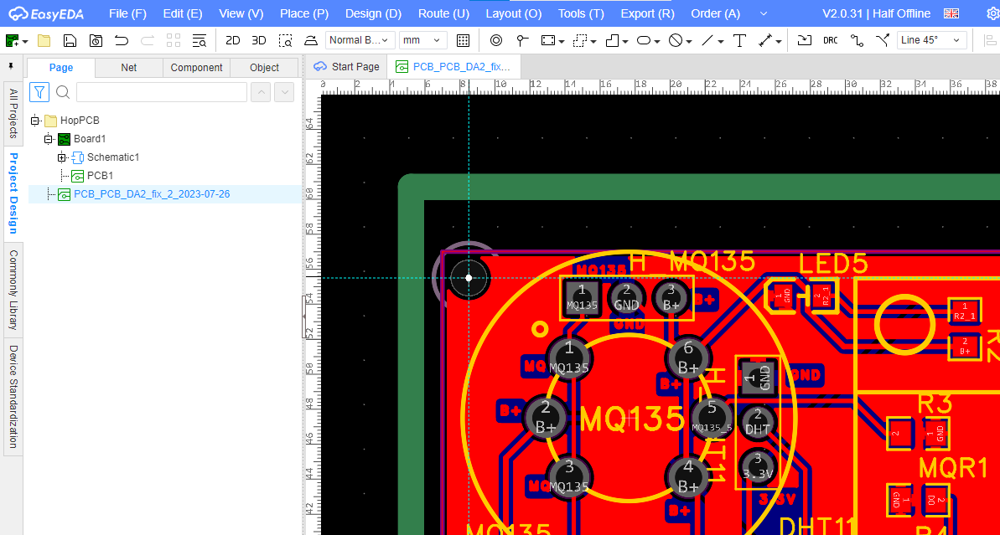 EasyEDA File (F) Edit (E) View (V) Place (P) Design (D) Route (U) Layout (O) Tools (T) Export (R) Order (A) V2.0.31 | Half Offline
2D 3D Normal B... mm T DRC Line 45°
Page Net Component Object Start Page PCB_PCB_DA2_fix...
0 2 4 6 8 10 12 14 16 18 20 22 24 26 28 30 32 34 36 38
All Projects
Project Design
Commonly Library
Device Standardization
HopPCB
Board1
Schematic1
PCB1
PCB_PCB_DA2_fix_2_2023-07-26
64
62
60
58
56
54
52
50
48
46
44
42
MQ135 H MQ135 LED5
1 MQ135
2 GND
3 B+
B+
GND
1 GND
2 R2_1
1 R2_1
2 B+
R2
1 MQ135
6 B+
MQ
B+
H
1 GND
GND
B+
2 B+
MQ135
5 MQ135_5
2 DHT
R3
2
1 GND
3 MQ135
MQ
4 B+
B+
3 3.3V
3.3V
MQR1
GND 1
DO 2
MQ135
DHT11
R4